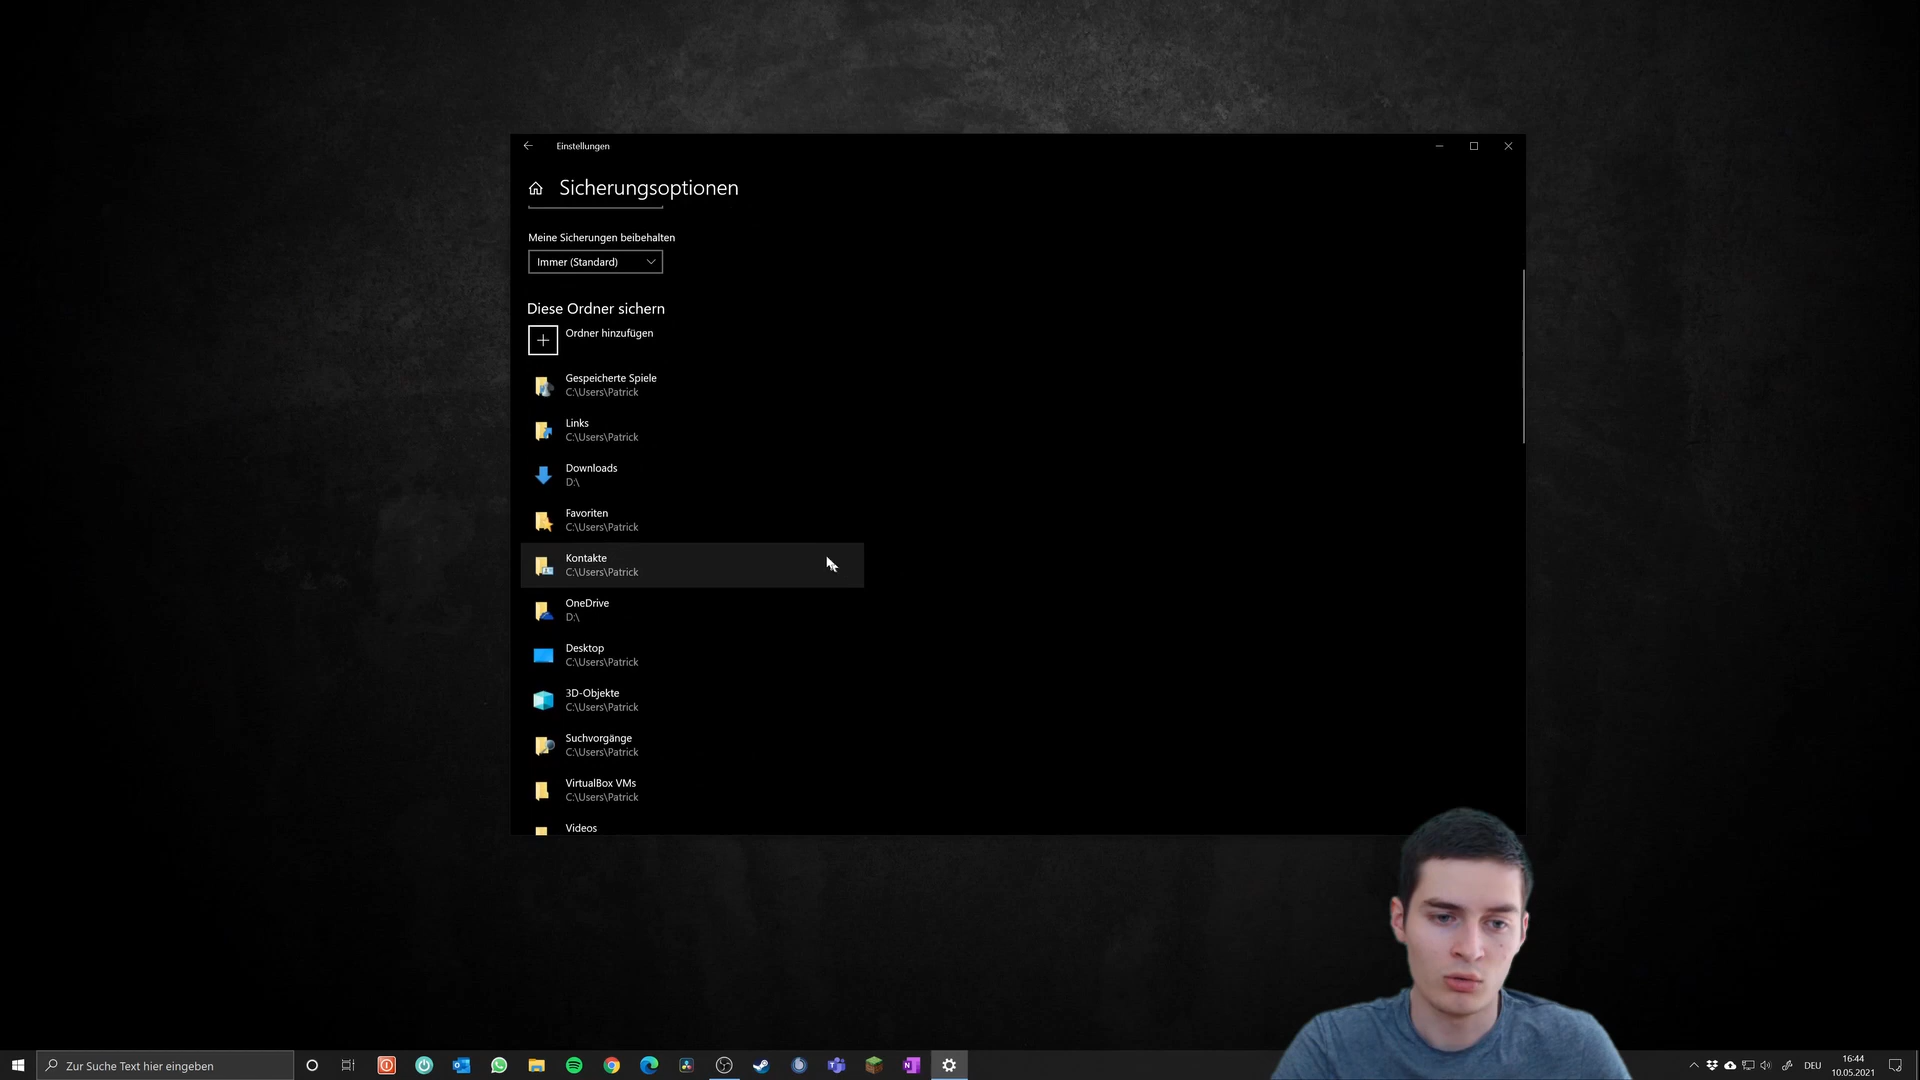 Einstellungen
Sicherungsoptionen
Meine Sicherungen beibehalten
Immer (Standard)
Diese Ordner sichern
Ordner hinzufügen
Gespeicherte Spiele
C:\Users\Patrick
Links
C:\Users\Patrick
Downloads
D:\
Favoriten
C:\Users\Patrick
Kontakte
C:\Users\Patrick
OneDrive
D:\
Desktop
C:\Users\Patrick
3D-Objekte
C:\Users\Patrick
Suchvorgänge
C:\Users\Patrick
VirtualBox VMs
C:\Users\Patrick
Videos
Zur Suche Text hier eingeben
DEU
16:44
10.05.2021